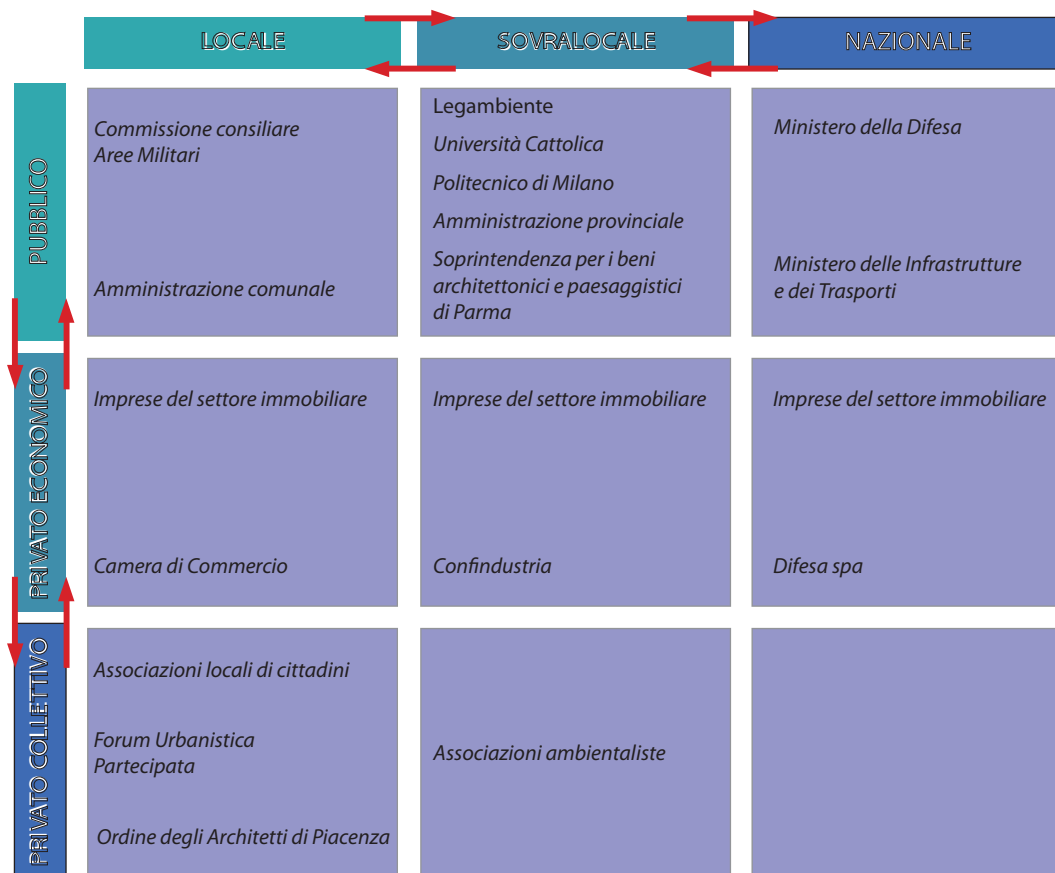 LOCALE
SOVRALOCALE
NAZIONALE
PUBBLICO
Commissione consiliare
Aree Militari
Amministrazione comunale
Legambiente
Università Cattolica
Politecnico di Milano
Amministrazione provinciale
Soprintendenza per i beni
architettonici e paesaggistici
di Parma
Ministero della Difesa
Ministero delle Infrastrutture
e dei Trasporti
PRIVATO ECONOMICO
Imprese del settore immobiliare
Camera di Commercio
Imprese del settore immobiliare
Confindustria
Imprese del settore immobiliare
Difesa spa
PRIVATO COLLETTIVO
Associazioni locali di cittadini
Forum Urbanistica
Partecipata
Ordine degli Architetti di Piacenza
Associazioni ambientaliste